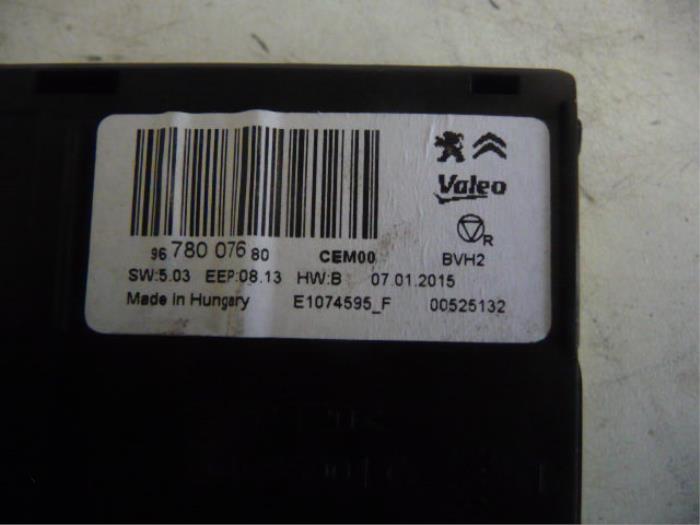 Valeo
R
96 780 076 80 CEM00 BVH2
SW:5.03 EEP:08.13 HW:B 07.01.2015
Made In Hungary E1074595_F 00525132